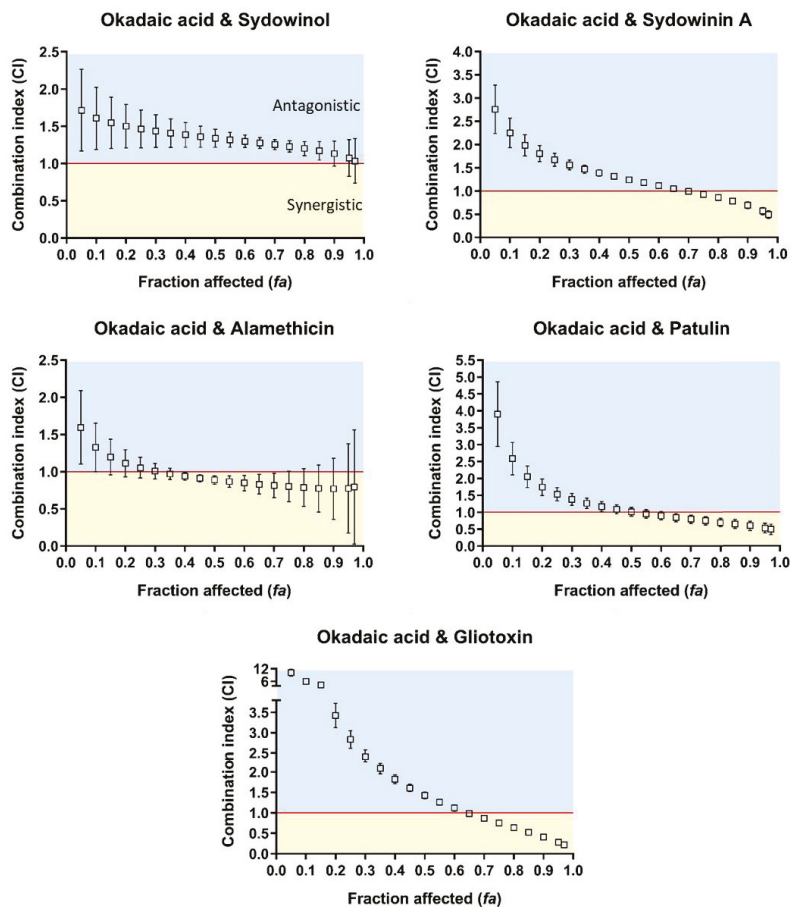 Okadaic acid & Sydowinol
Combination index (CI)
2.5
2.0
1.5
1.0
0.5
0.0
Antagonistic
Synergistic
0.0 0.1 0.2 0.3 0.4 0.5 0.6 0.7 0.8 0.9 1.0
Fraction affected (fa)
Okadaic acid & Sydowinin A
Combination index (CI)
4.0
3.5
3.0
2.5
2.0
1.5
1.0
0.5
0.0
0.0 0.1 0.2 0.3 0.4 0.5 0.6 0.7 0.8 0.9 1.0
Fraction affected (fa)
Okadaic acid & Alamethicin
Combination index (CI)
2.5
2.0
1.5
1.0
0.5
0.0
0.0 0.1 0.2 0.3 0.4 0.5 0.6 0.7 0.8 0.9 1.0
Fraction affected (fa)
Okadaic acid & Patulin
Combination index (CI)
5.5
5.0
4.5
4.0
3.5
3.0
2.5
2.0
1.5
1.0
0.5
0.0
0.0 0.1 0.2 0.3 0.4 0.5 0.6 0.7 0.8 0.9 1.0
Fraction affected (fa)
Okadaic acid & Gliotoxin
Combination index (CI)
12
6
3.5
3.0
2.5
2.0
1.5
1.0
0.5
0.0
0.0 0.1 0.2 0.3 0.4 0.5 0.6 0.7 0.8 0.9 1.0
Fraction affected (fa)